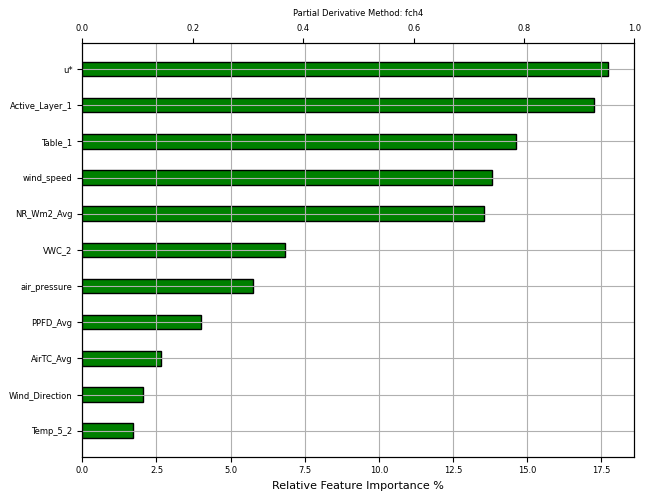 Partial Derivative Method: fch4
0.0 0.2 0.4 0.6 0.8 1.0
u*
Active_Layer_1
Table_1
wind_speed
NR_Wm2_Avg
VWC_2
air_pressure
PPFD_Avg
AirTC_Avg
Wind_Direction
Temp_5_2
0.0 2.5 5.0 7.5 10.0 12.5 15.0 17.5
Relative Feature Importance %